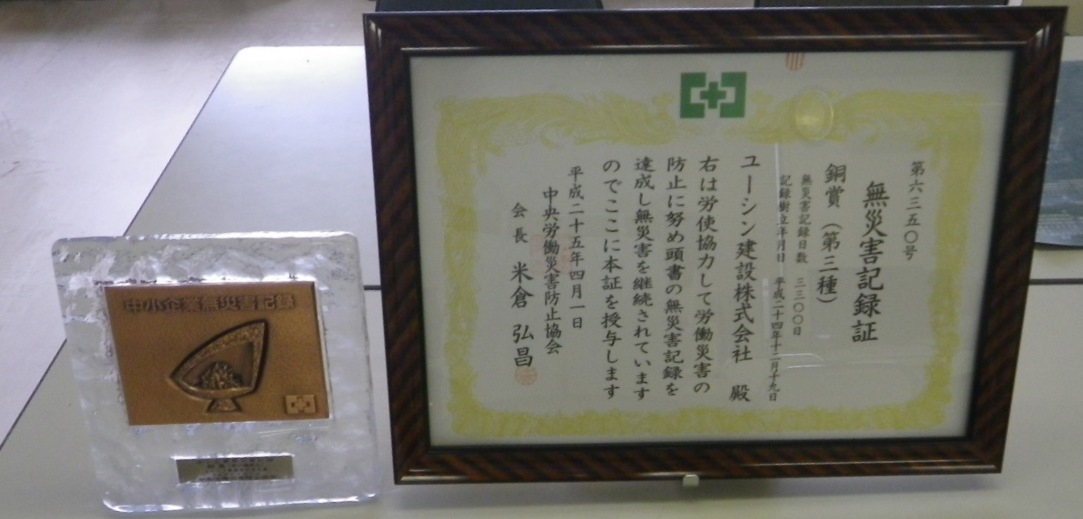 第六三五〇号
無災害記録証
銅賞（第三種）
無災害記録日数 三三〇〇日
記録樹立年月日 平成二十四年十二月十九日
ユーシン建設株式会社 殿
右は労使協力して労働災害の
防止に努め頭書の無災害記録を
達成し無災害を継続されています
のでここに本証を授与します
平成二十五年四月一日
中央労働災害防止協会
会長 米倉弘昌
中小企業無災害記録